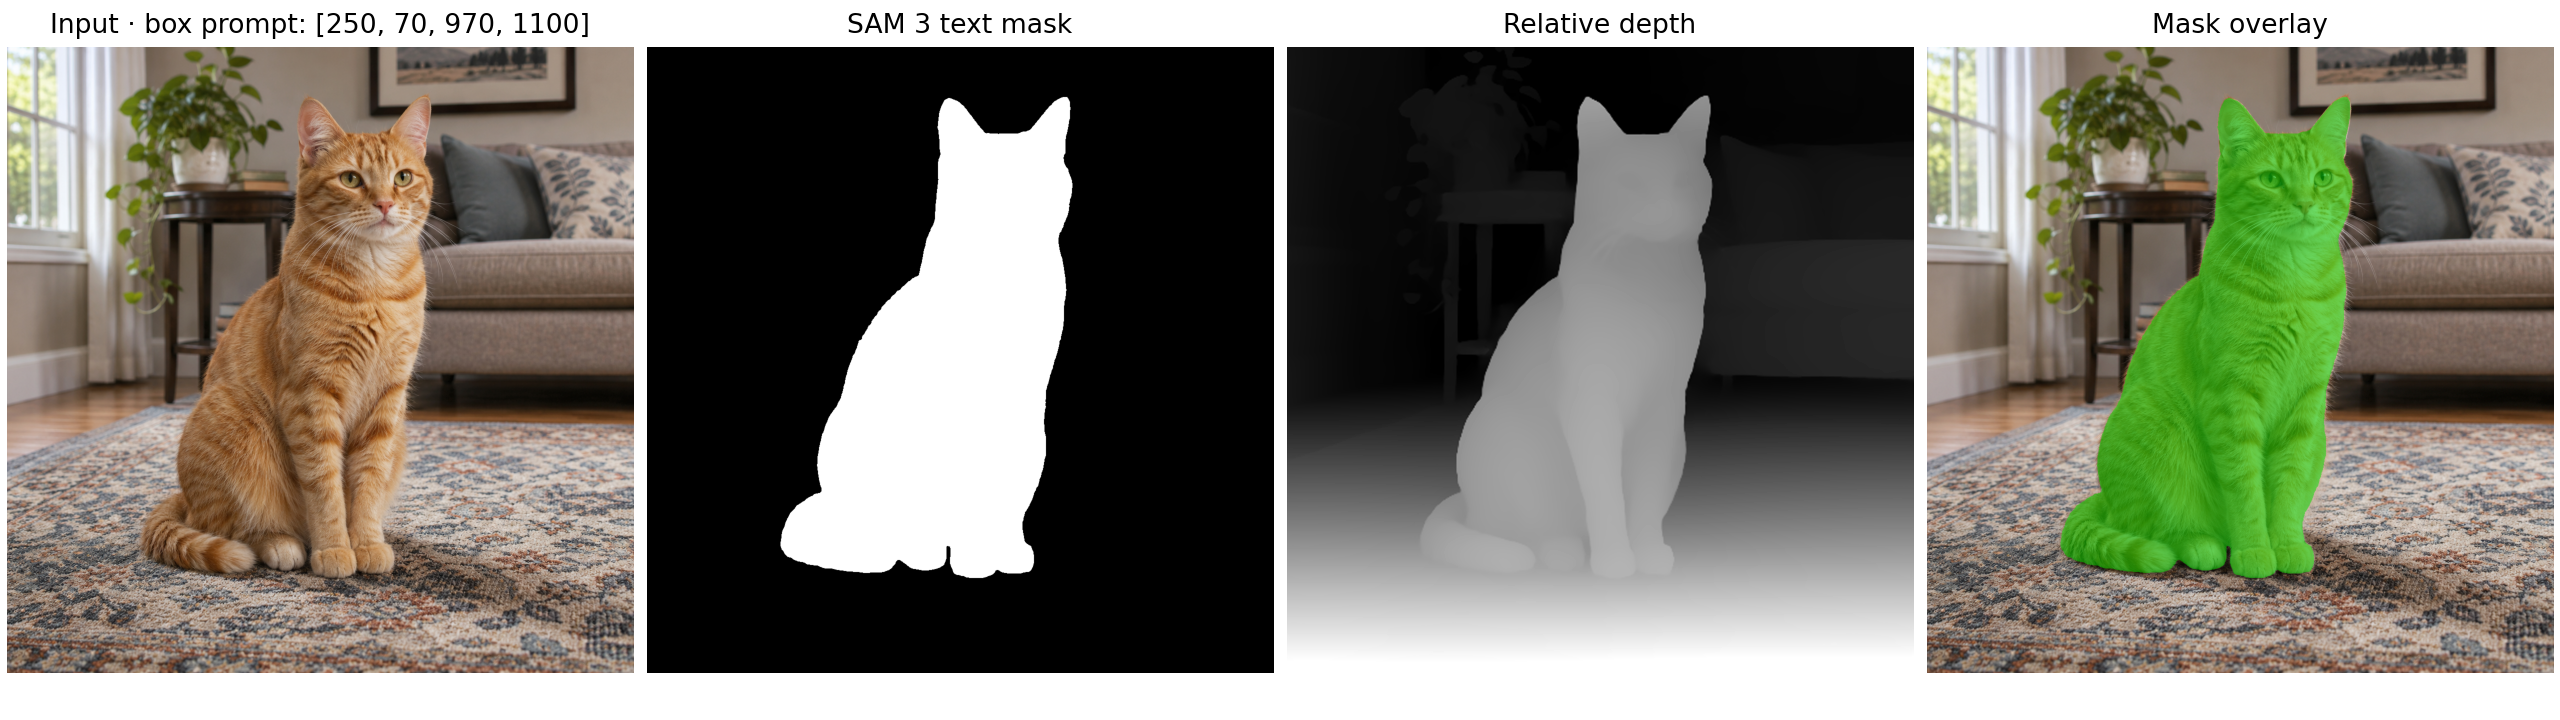 Input · box prompt: [250, 70, 970, 1100]
SAM 3 text mask
Relative depth
Mask overlay